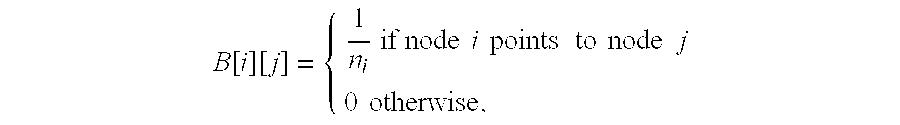 B[i][j] = { 1/n_i if node i points to node j
0 otherwise,